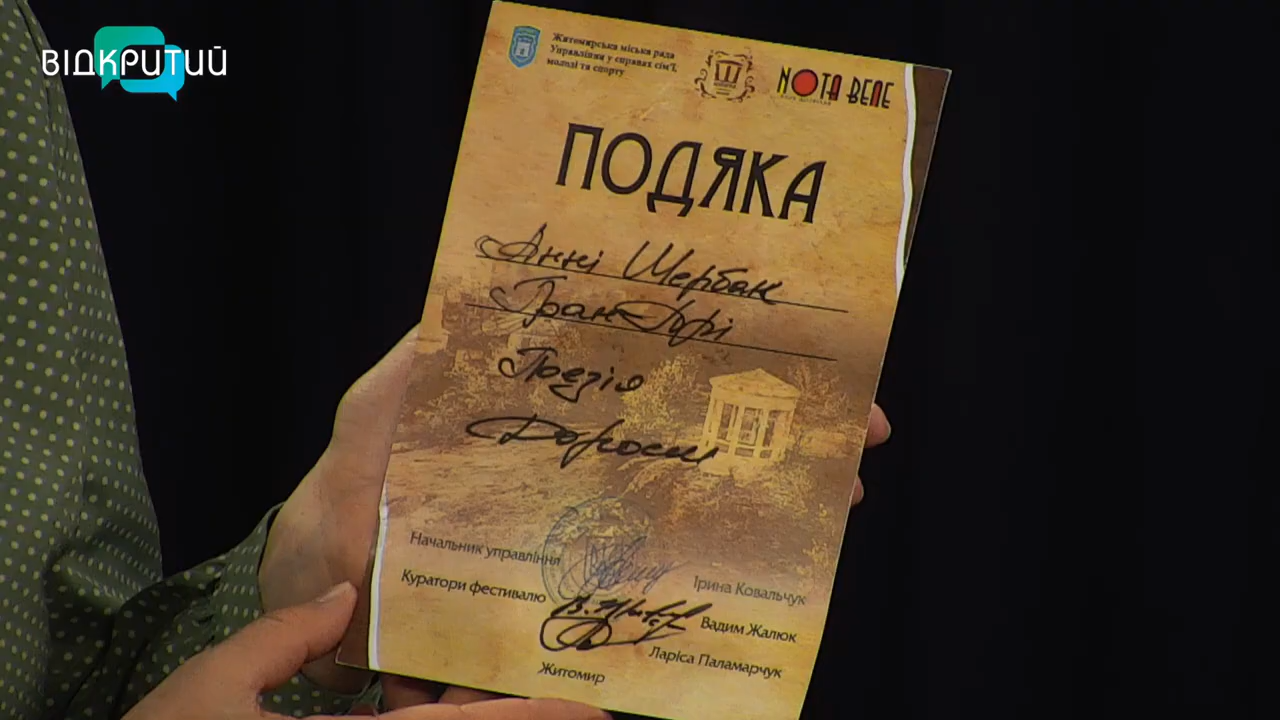 ВІДКРИТИЙ
Житомирська міська рада
Управління у справах сім'ї,
молоді та спорту
NOTA BENE
ПОДЯКА
Анні Щербак
Гран Прі
Поезія
Дорослі
Начальник управління
Ірина Ковальчук
Куратори фестивалю
Вадим Жалюк
Ларіса Паламарчук
Житомир